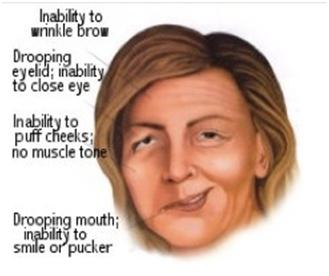 Inability to
wrinkle brow
Drooping
eyelid; inability
to close eye
Inability to
puff cheeks;
no muscle tone
Drooping mouth;
inability to
smile or pucker